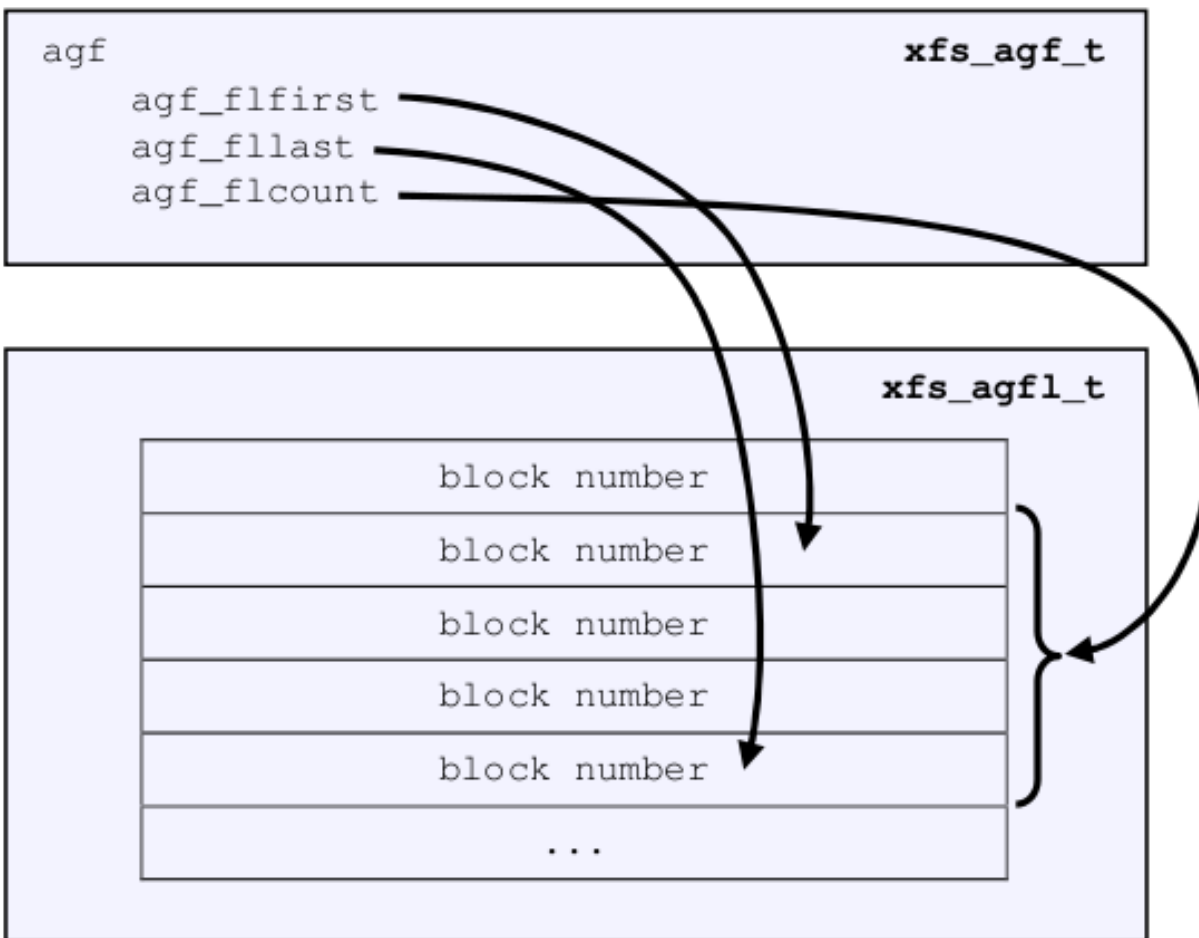 agf xfs_agf_t
agf_flfirst
agf_fllast
agf_flcount
xfs_agfl_t
block number
block number
block number
block number
block number
...